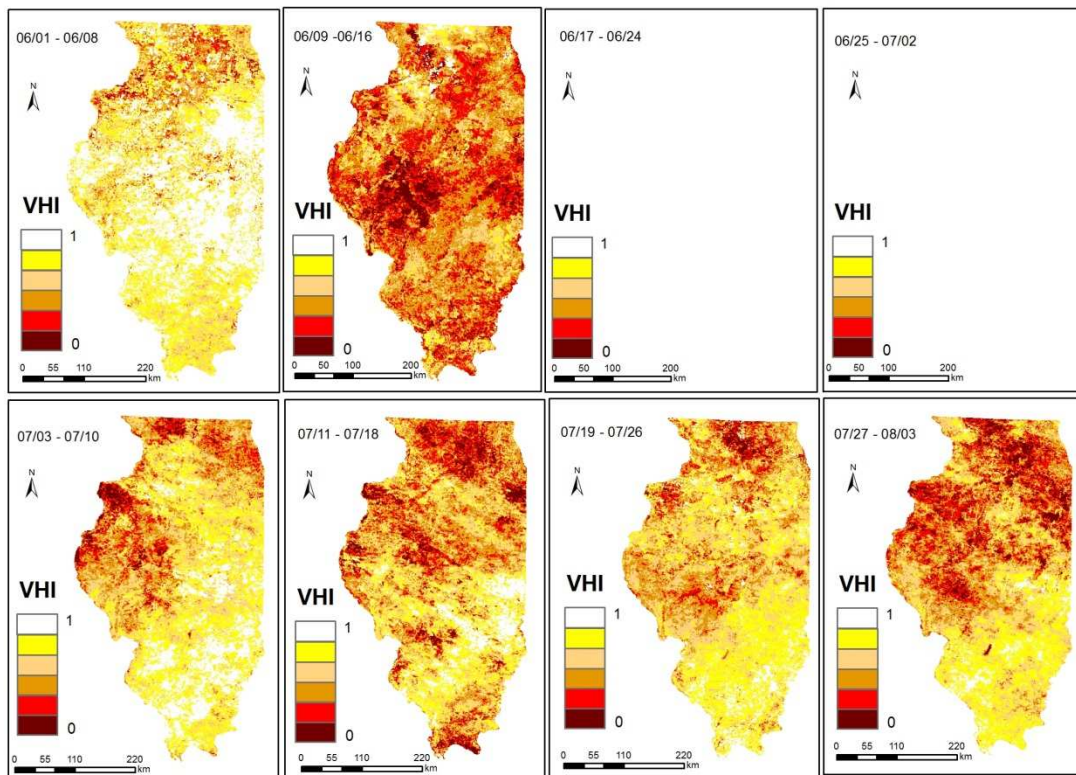 06/01 - 06/08
N
VHI
1
0
0 55 110 220
km
06/09 -06/16
N
VHI
1
0
0 50 100 200
km
06/17 - 06/24
N
VHI
1
0
0 50 100 200
km
06/25 - 07/02
N
VHI
1
0
0 50 100 200
km
07/03 - 07/10
N
VHI
1
0
0 55 110 220
km
07/11 - 07/18
N
VHI
1
0
0 55 110 220
km
07/19 - 07/26
N
VHI
1
0
0 55 110 220
km
07/27 - 08/03
N
VHI
1
0
0 55 110 220
km